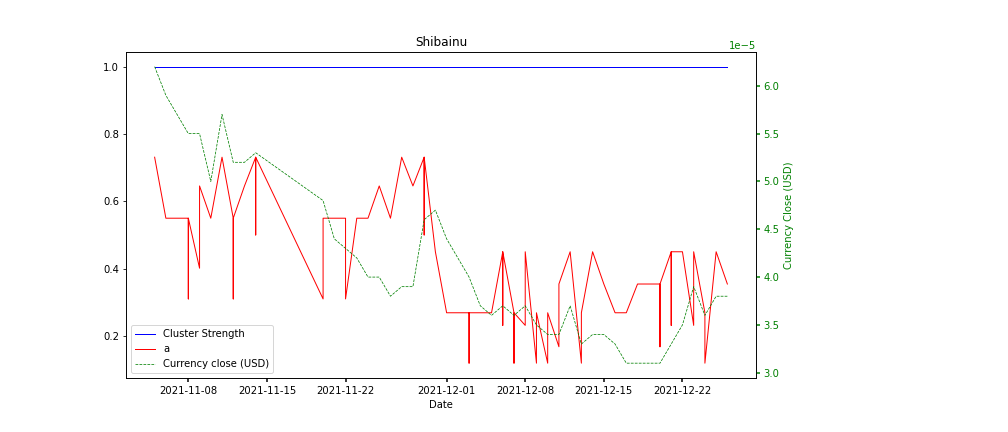 Shibainu
1e−5
1.0
0.8
0.6
0.4
0.2
6.0
5.5
5.0
4.5
4.0
3.5
3.0
Currency Close (USD)
Cluster Strength
a
Currency close (USD)
2021-11-08 2021-11-15 2021-11-22 2021-12-01 2021-12-08 2021-12-15 2021-12-22
Date